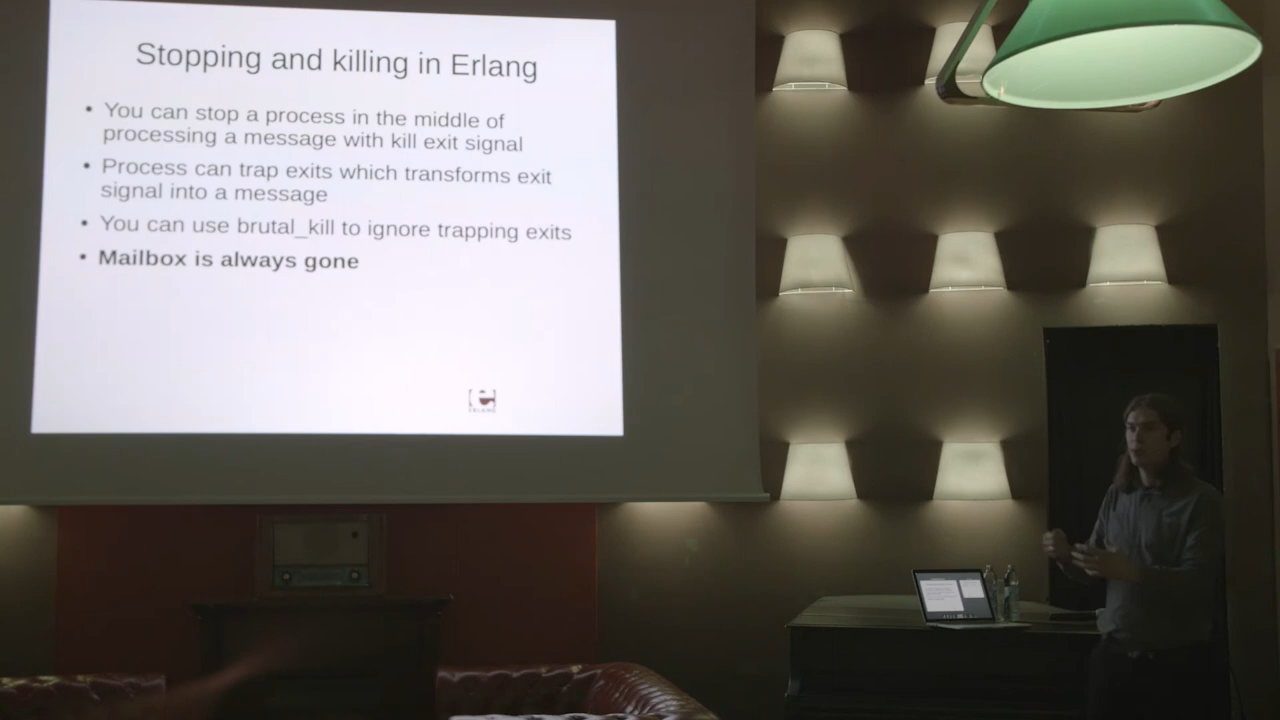 Stopping and killing in Erlang
• You can stop a process in the middle of
processing a message with kill exit signal
• Process can trap exits which transforms exit
signal into a message
• You can use brutal_kill to ignore trapping exits
• Mailbox is always gone
ERLANG